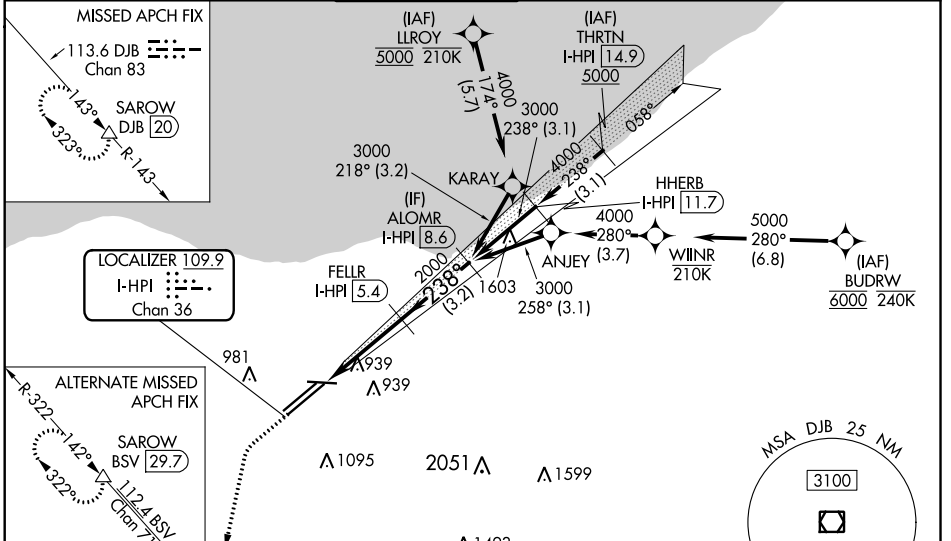 MISSED APCH FIX
113.6 DJB
Chan 83
143°
323°
SAROW
DJB 20
R-143
(IAF)
LLROY
5000 210K
4000
174°
(5.7)
(IAF)
THRTN
I-HPI 14.9
5000
3000
238° (3.1)
058°
4000
238°
(3.1)
3000
218° (3.2)
KARAY
HHERB
I-HPI 11.7
(IF)
ALOMR
I-HPI 8.6
4000
280°
(3.7)
5000
280°
(6.8)
ANJEY
WIINR
210K
(IAF)
BUDRW
6000 240K
3000
258° (3.1)
1603
2000
238°
(3.2)
FELLR
I-HPI 5.4
LOCALIZER 109.9
I-HPI
Chan 36
981
939
939
ALTERNATE MISSED
APCH FIX
R-322
142°
322°
SAROW
BSV 29.7
112.4 BSV
1095
2051
1599
MSA DJB 25 NM
3100